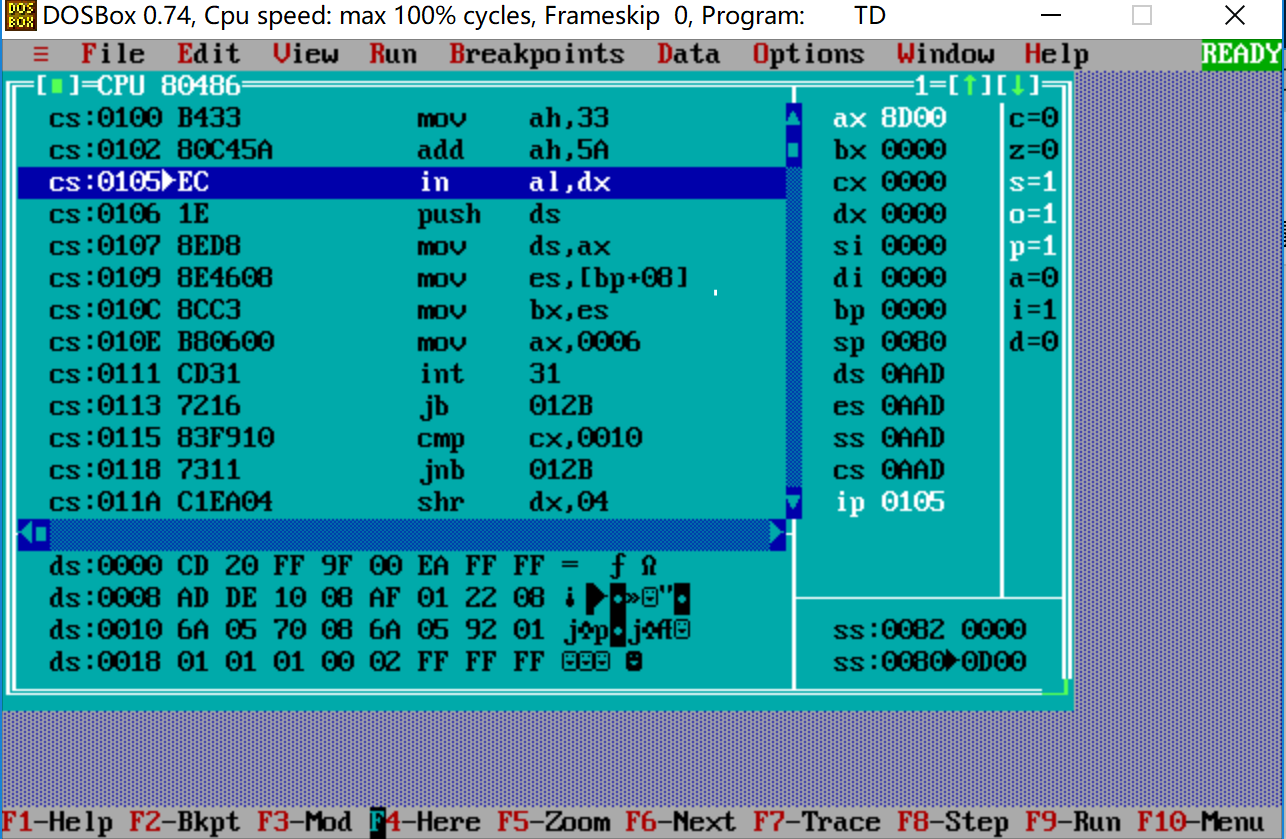 DOSBox 0.74, Cpu speed: max 100% cycles, Frameskip 0, Program: TD
≡ File Edit View Run Breakpoints Data Options Window Help READY
[■]=CPU 80486 1=[↑][↓]
cs:0100 B433 mov ah,33 ax 8D00 c=0
cs:0102 80C45A add ah,5A bx 0000 z=0
cs:0105►EC in al,dx cx 0000 s=1
cs:0106 1E push ds dx 0000 o=1
cs:0107 8ED8 mov ds,ax si 0000 p=1
cs:0109 8E4608 mov es,[bp+08] di 0000 a=0
cs:010C 8CC3 mov bx,es bp 0000 i=1
cs:010E B80600 mov ax,0006 sp 0080 d=0
cs:0111 CD31 int 31 ds 0AAD
cs:0113 7216 jb 012B es 0AAD
cs:0115 83F910 cmp cx,0010 ss 0AAD
cs:0118 7311 jnb 012B cs 0AAD
cs:011A C1EA04 shr dx,04 ip 0105
ds:0000 CD 20 FF 9F 00 EA FF FF = ƒ Ω
ds:0008 AD DE 10 08 AF 01 22 08 ¡▐►◘»☺"◘
ds:0010 6A 05 70 08 6A 05 92 01 j♣p◘j♣Æ☺ ss:0082 0000
ds:0018 01 01 01 00 02 FF FF FF ☺☺☺ ☻ ss:0080►0D00
F1-Help F2-Bkpt F3-Mod F4-Here F5-Zoom F6-Next F7-Trace F8-Step F9-Run F10-Menu